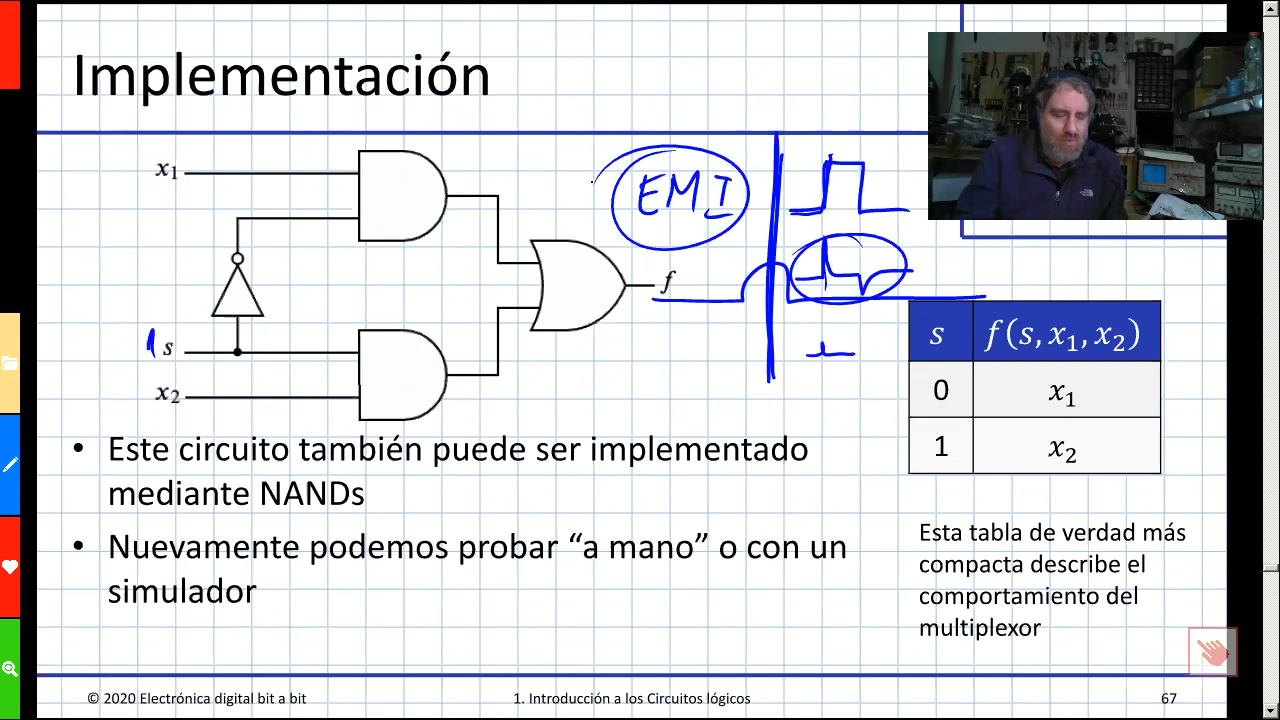 Implementación
x1
EMI
f
1 s
x2
s f(s, x1, x2)
0 x1
1 x2
• Este circuito también puede ser implementado
mediante NANDs
• Nuevamente podemos probar “a mano” o con un
simulador
Esta tabla de verdad más
compacta describe el
comportamiento del
multiplexor
© 2020 Electrónica digital bit a bit
1. Introducción a los Circuitos lógicos
67